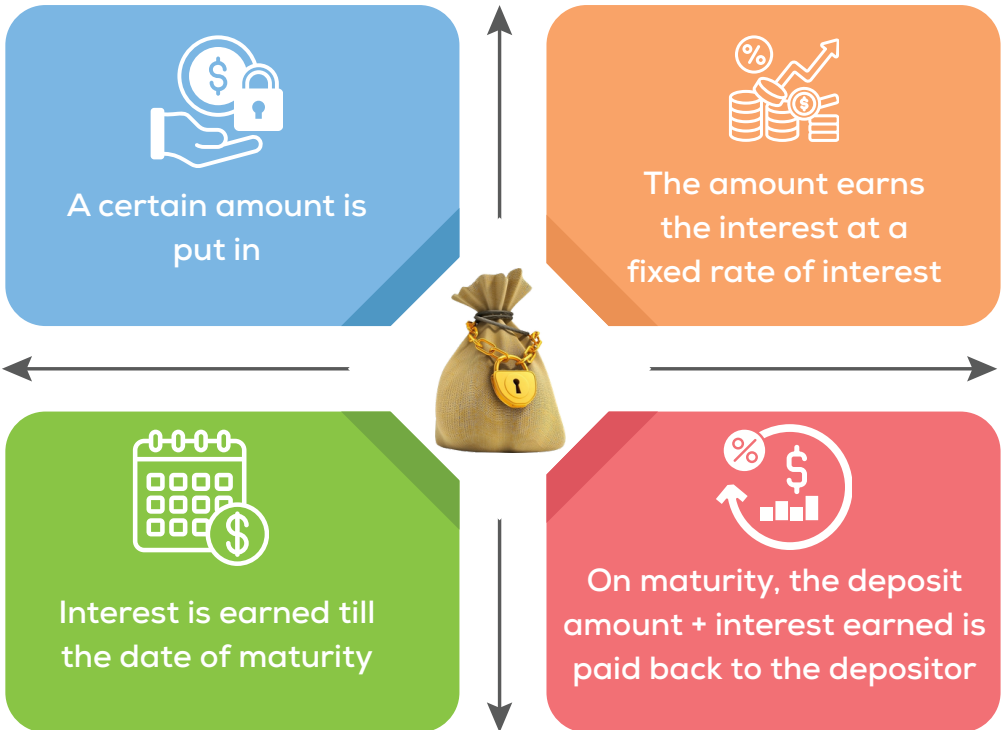 A certain amount is
put in
The amount earns
the interest at a
fixed rate of interest
Interest is earned till
the date of maturity
On maturity, the deposit
amount + interest earned is
paid back to the depositor